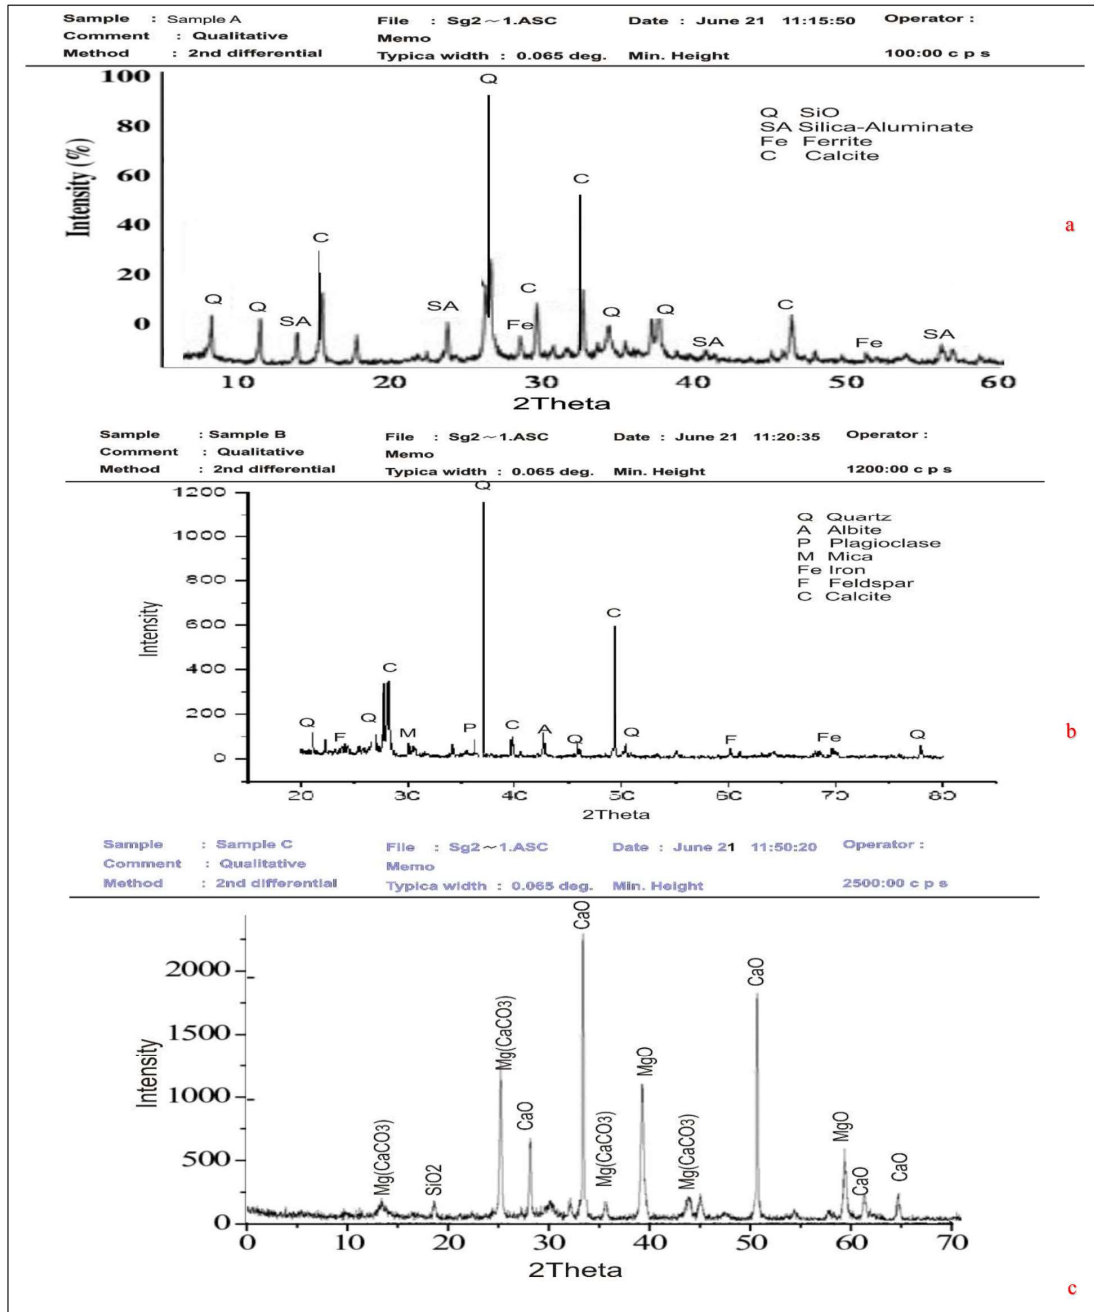 Sample : Sample A File : Sg2~1.ASC Date : June 21 11:15:50 Operator :
Comment : Qualitative Memo
Method : 2nd differential Typica width : 0.065 deg. Min. Height 100:00 c p s
Q
100
Q SiO
80
SA Silica-Aluminate
Fe Ferrite
C Calcite
60
C
Intensity (%)
a
40
C
20
Q Q SA SA Fe C Q Q SA C Fe SA
0
10 20 30 40 50 60
2Theta
Sample : Sample B File : Sg2~1.ASC Date : June 21 11:20:35 Operator :
Comment : Qualitative Memo
Method : 2nd differential Typica width : 0.065 deg. Min. Height 1200:00 c p s
Q
1200
Q Quartz
A Albite
1000
P Plagioclase
M Mica
Fe Iron
800
F Feldspar
C Calcite
600
C
Intensity
400
C
200
b
Q F Q M P C A Q Q F Fe Q
0
20 3C 4C 5C 6C 7C 80
2Theta
Sample : Sample C File : Sg2~1.ASC Date : June 21 11:50:20 Operator :
Comment : Qualitative Memo
Method : 2nd differential Typica width : 0.065 deg. Min. Height 2500:00 c p s
CaO
2000
CaO
1500
Mg(CaCO3)
Intensity
1000
MgO
CaO
500
Mg(CaCO3) SiO2 Mg(CaCO3) Mg(CaCO3) MgO CaO CaO
0
0 10 20 30 40 50 60 70
2Theta
c